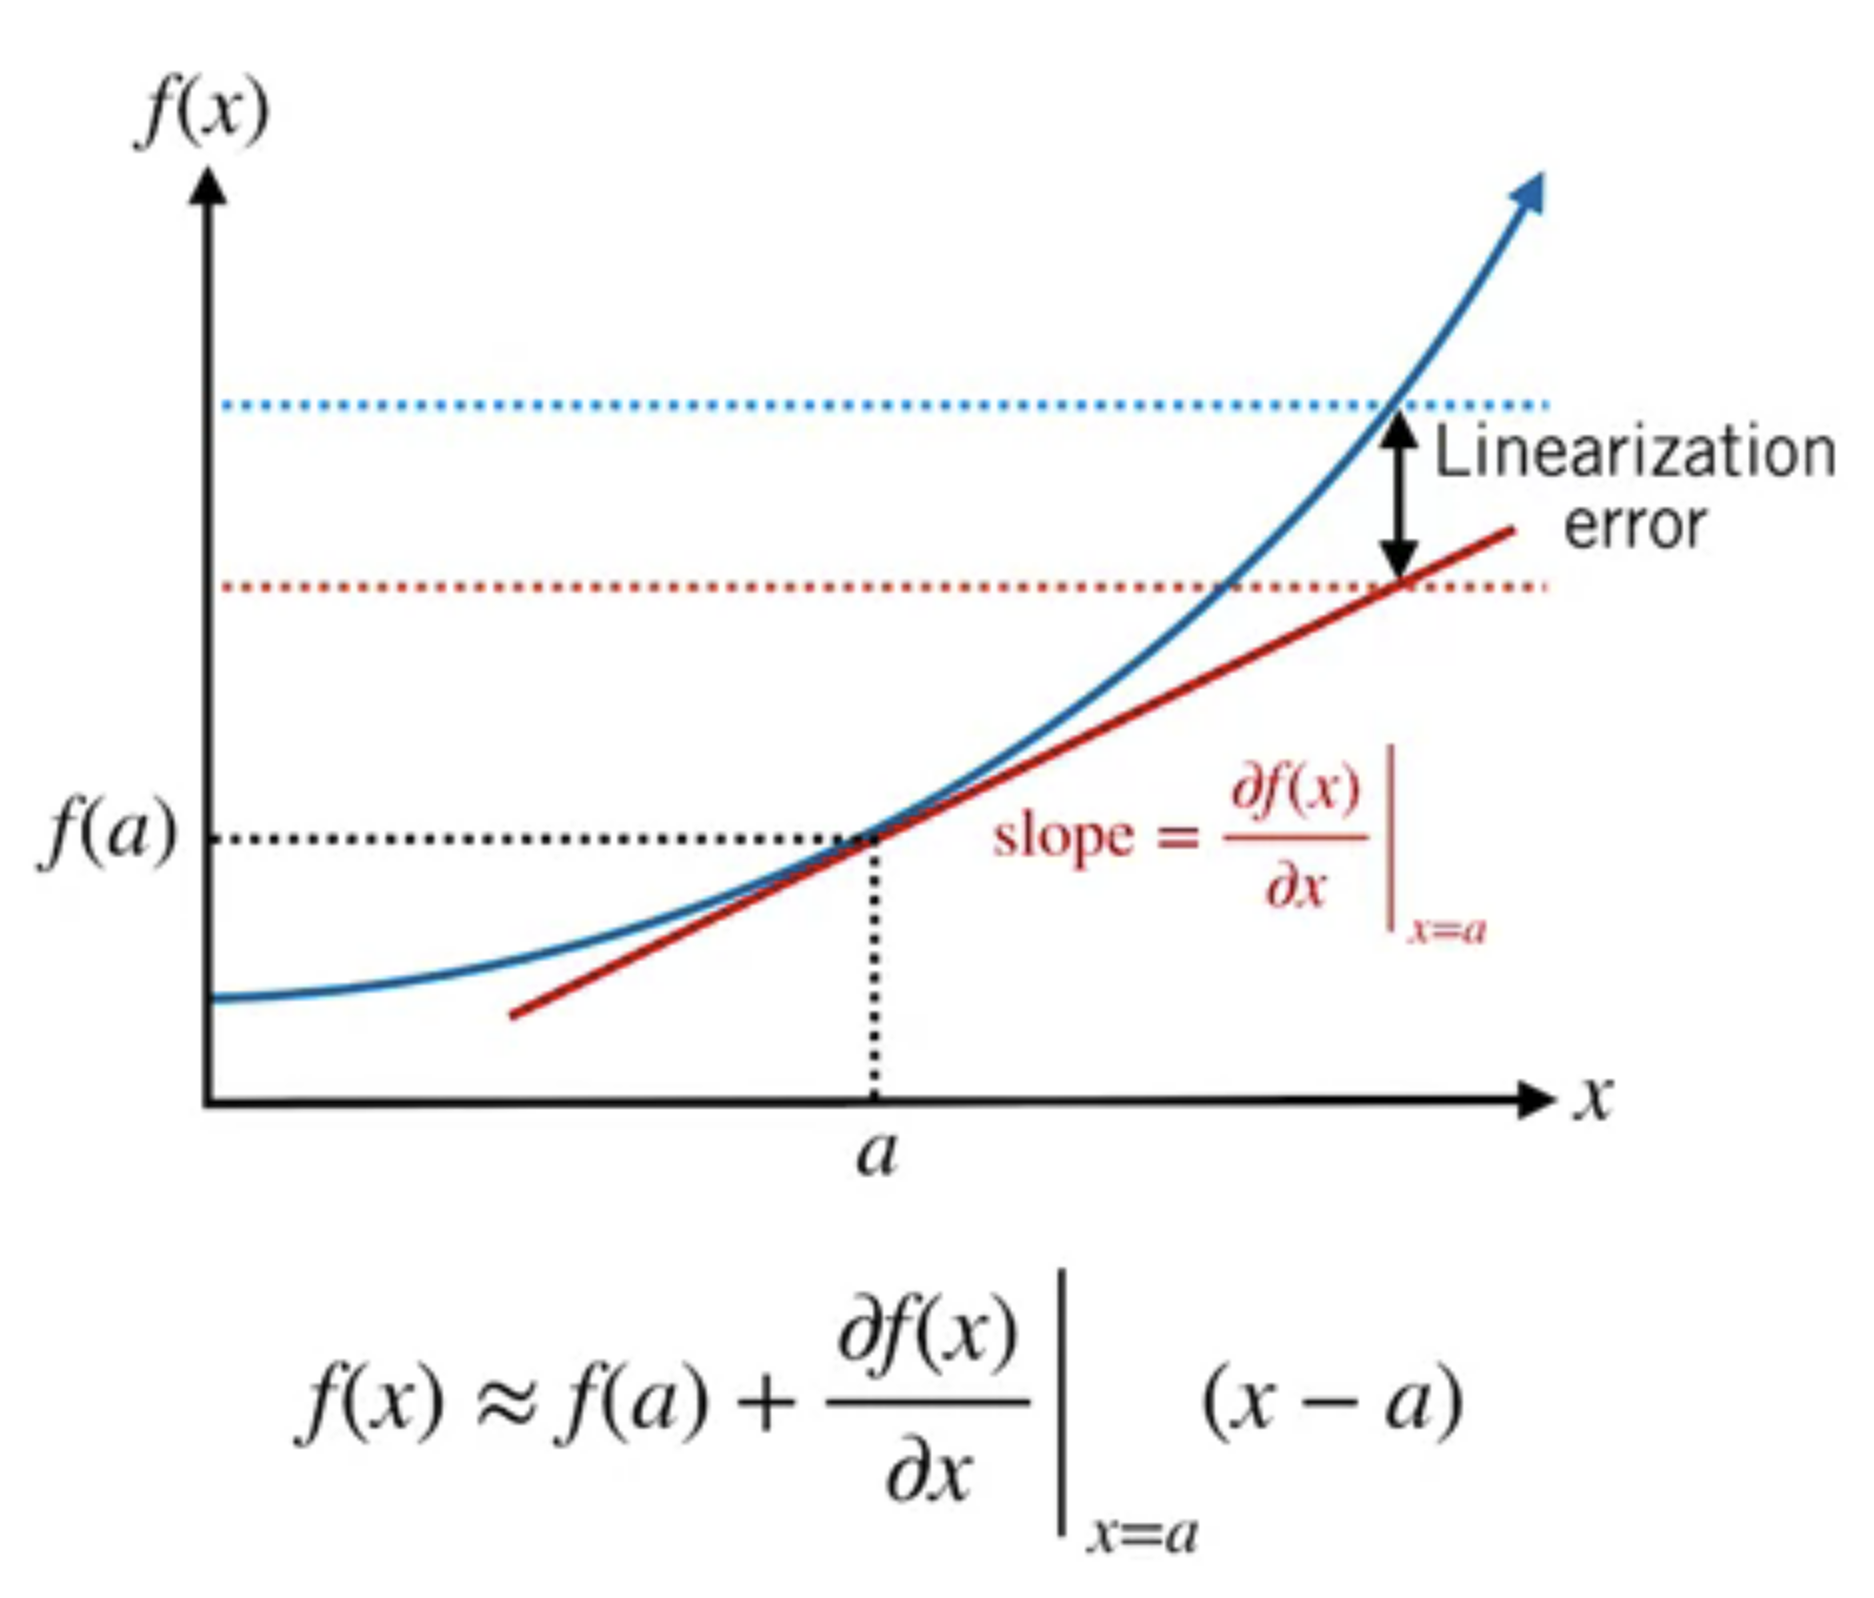 f(x)
Linearization
error
f(a)
slope = ∂f(x)/∂x |x=a
x
a
f(x) ≈ f(a) + ∂f(x)/∂x |x=a (x − a)